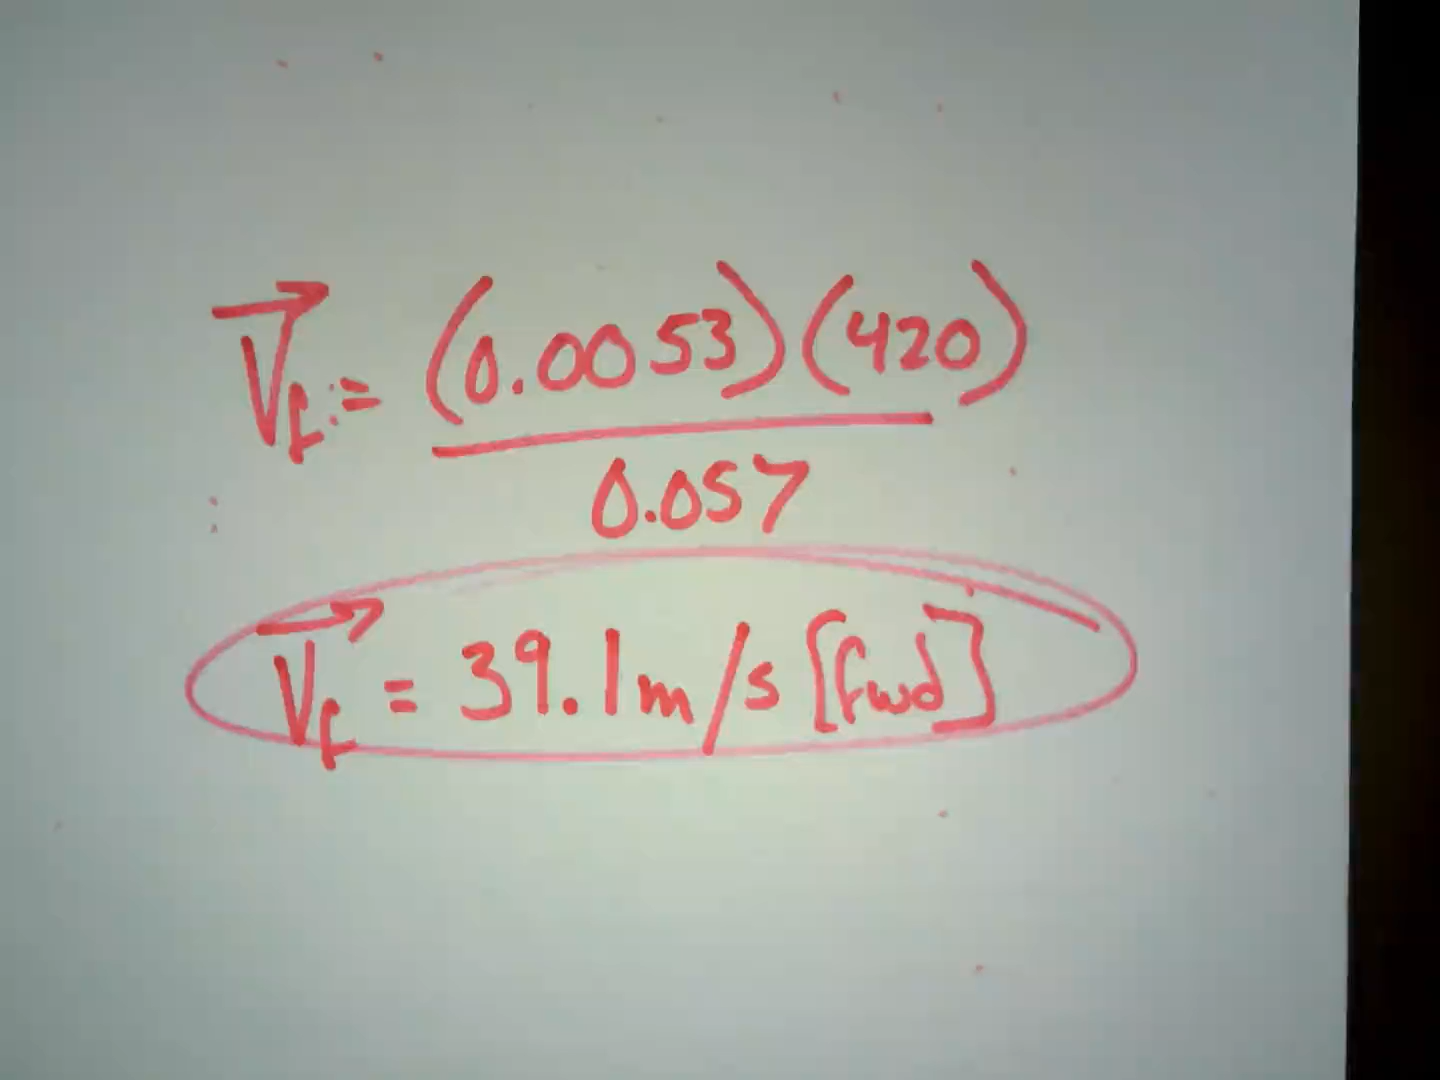 V⃗f = (0.0053)(420)
0.057
V⃗f = 39.1m/s [fwd]